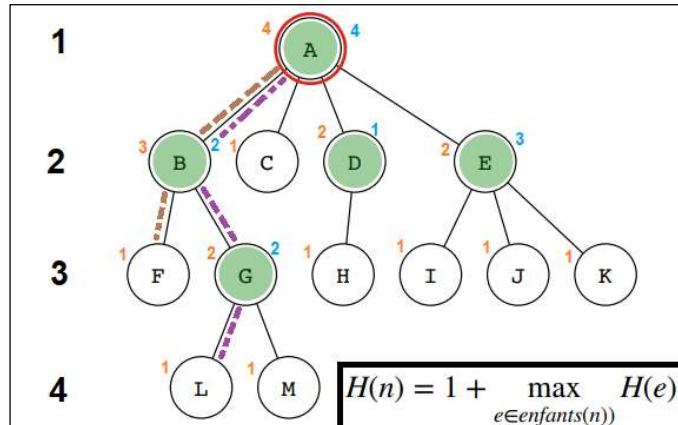 1
4 A 4
2
3 B 2 1 C 2 D 1 2 E 3
3
1 F 2 G 2 1 H 1 I 1 J 1 K
4
1 L 1 M
H(n) = 1 + max H(e)
e∈enfants(n))